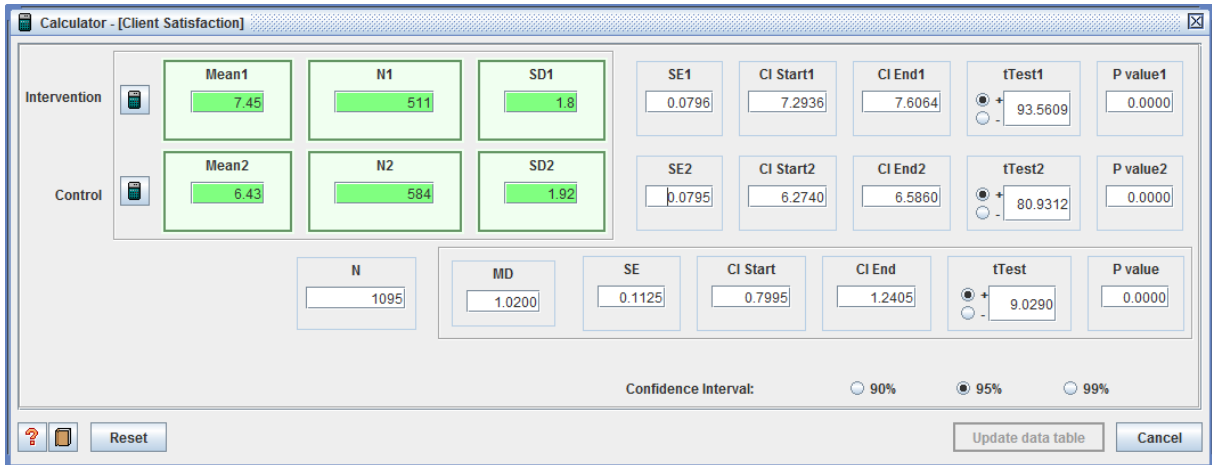 Calculator - [Client Satisfaction]
Mean1 N1 SD1 SE1 CI Start1 CI End1 tTest1 P value1
Intervention 7.45 511 1.8 0.0796 7.2936 7.6064 + - 93.5609 0.0000
Mean2 N2 SD2 SE2 CI Start2 CI End2 tTest2 P value2
Control 6.43 584 1.92 0.0795 6.2740 6.5860 + - 80.9312 0.0000
N MD SE CI Start CI End tTest P value
1095 1.0200 0.1125 0.7995 1.2405 + - 9.0290 0.0000
Confidence Interval: 90% 95% 99%
? Reset Update data table Cancel